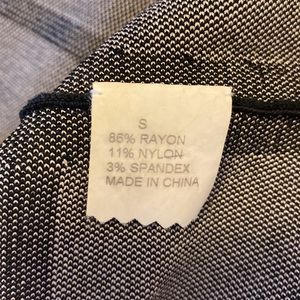 S
86% RAYON
11% NYLON
3% SPANDEX
MADE IN CHINA